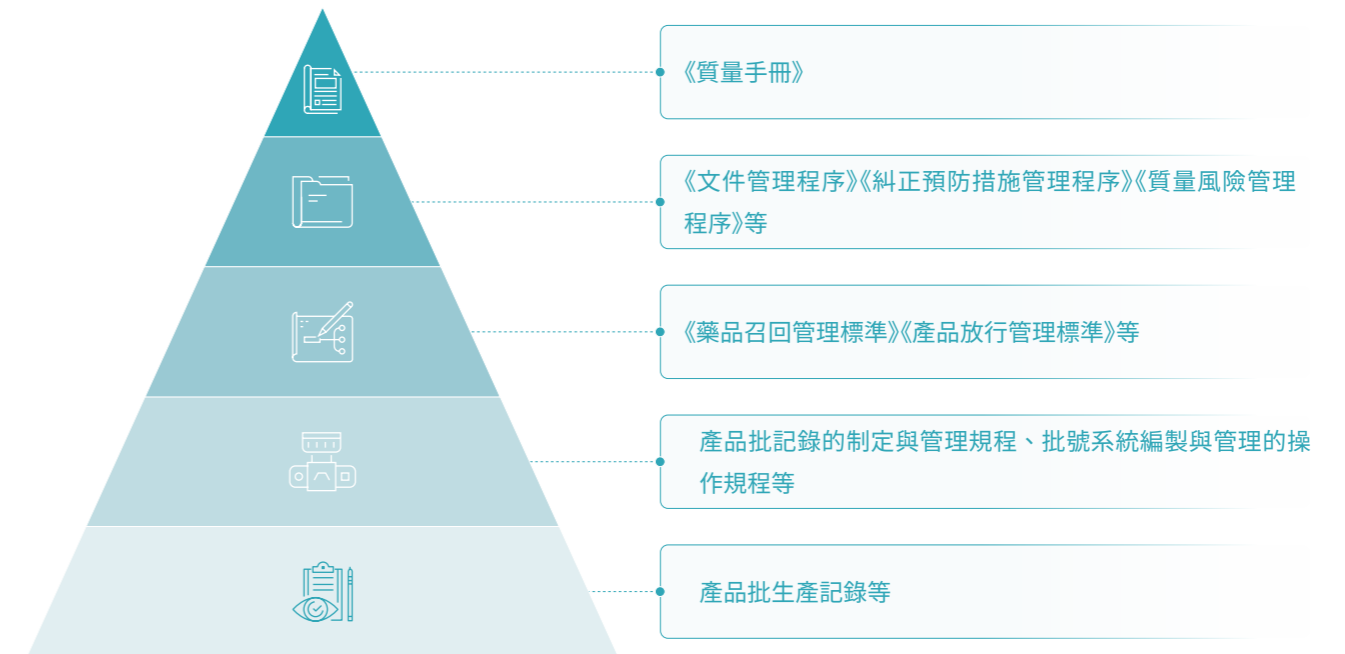 《質量手冊》
《文件管理程序》《糾正預防措施管理程序》《質量風險管理
程序》等
《藥品召回管理標準》《產品放行管理標準》等
產品批記錄的制定與管理規程、批號系統編製與管理的操
作規程等
產品批生產記錄等